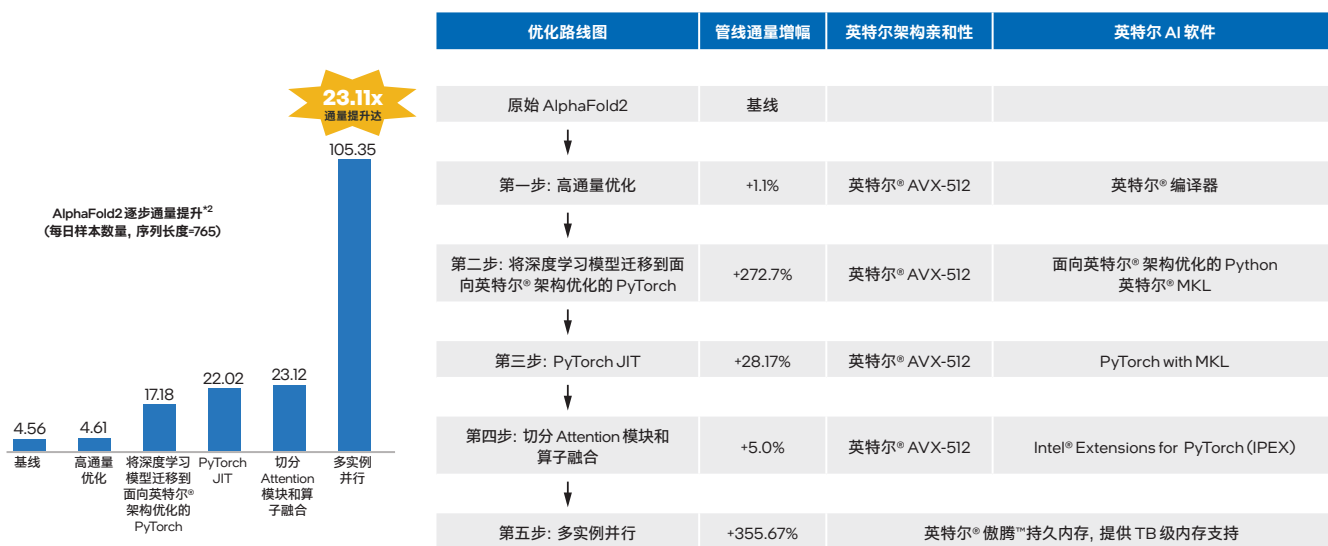 23.11x
通量提升达
105.35
AlphaFold2 逐步通量提升*2
(每日样本数量, 序列长度=765)
4.56
4.61
17.18
22.02
23.12
基线
高通量
优化
将深度学习
模型迁移到
面向英特尔®
架构优化的
PyTorch
PyTorch
JIT
切分
Attention
模块和算
子融合
多实例
并行
优化路线图 管线通量增幅 英特尔架构亲和性 英特尔 AI 软件
原始 AlphaFold2 基线
第一步: 高通量优化 +1.1% 英特尔® AVX-512 英特尔® 编译器
第二步: 将深度学习模型迁移到面
向英特尔® 架构优化的 PyTorch
+272.7% 英特尔® AVX-512
面向英特尔® 架构优化的 Python
英特尔® MKL
第三步: PyTorch JIT +28.17% 英特尔® AVX-512 PyTorch with MKL
第四步: 切分 Attention 模块和
算子融合
+5.0% 英特尔® AVX-512 Intel® Extensions for PyTorch (IPEX)
第五步: 多实例并行 +355.67% 英特尔® 傲腾™ 持久内存, 提供 TB 级内存支持